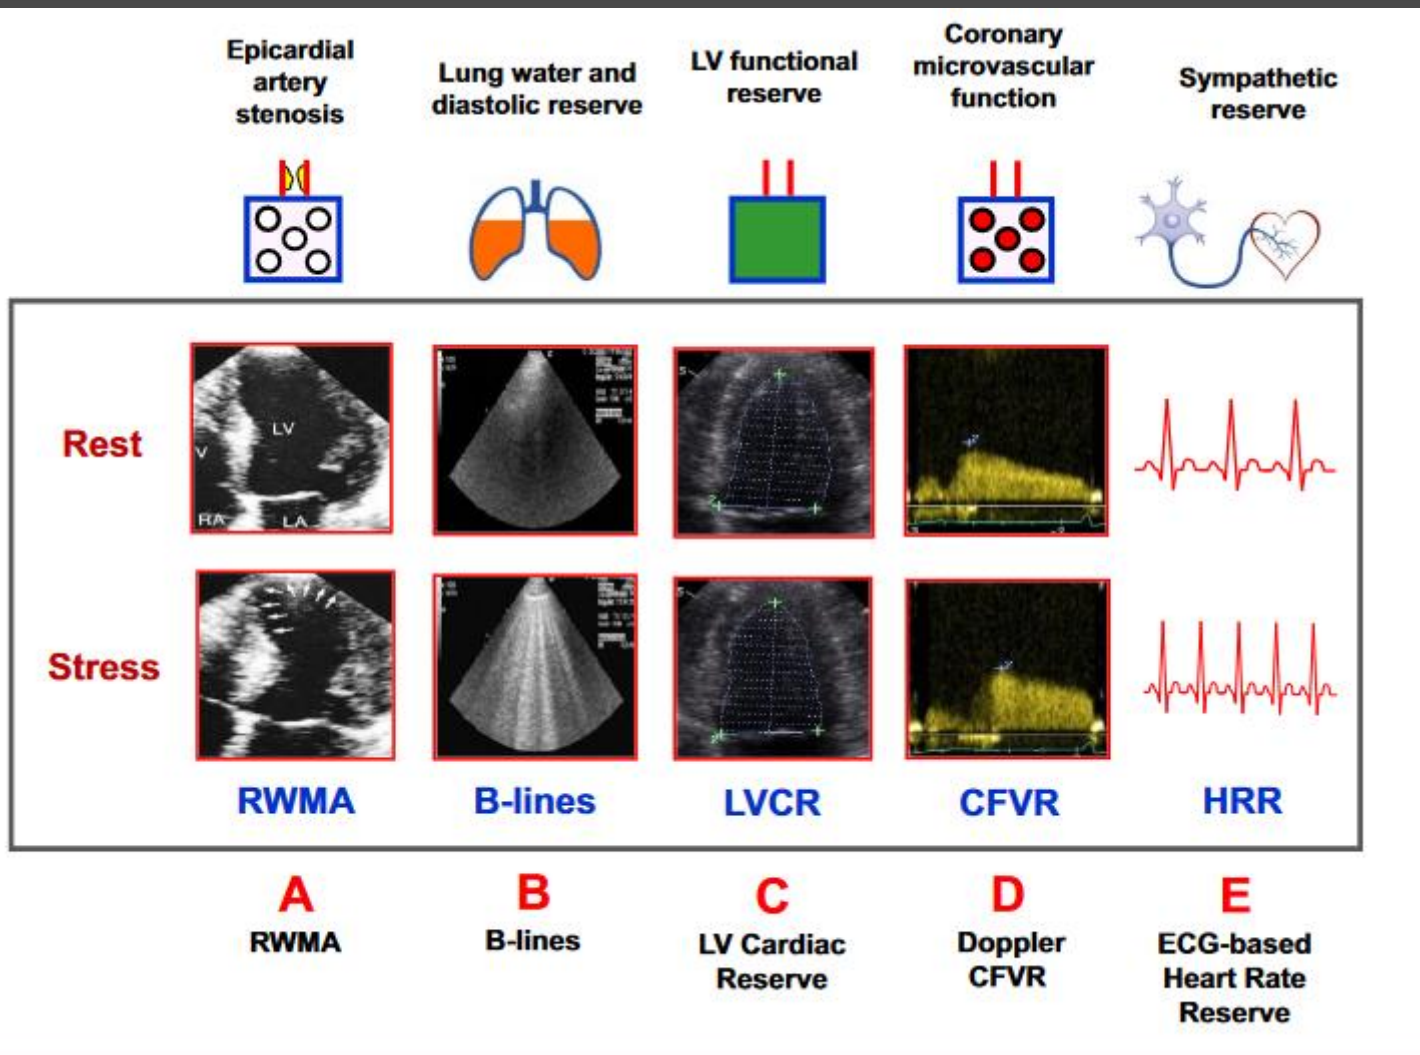 Epicardial
artery
stenosis
Lung water and
diastolic reserve
LV functional
reserve
Coronary
microvascular
function
Sympathetic
reserve
Rest
LV
V
RA
LA
Stress
RWMA
B-lines
LVCR
CFVR
HRR
A
B
C
D
E
RWMA
B-lines
LV Cardiac
Reserve
Doppler
CFVR
ECG-based
Heart Rate
Reserve